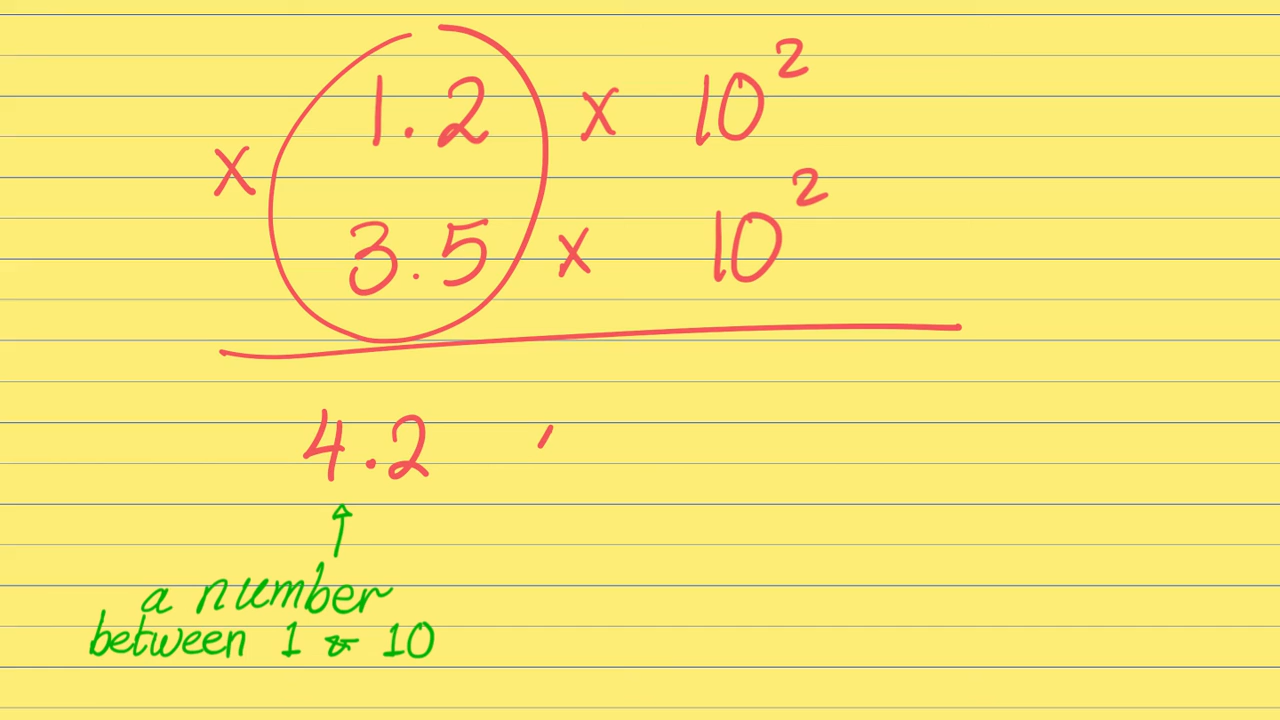 1.2 x 10²
x
3.5 x 10²
4.2
a number
between 1 & 10